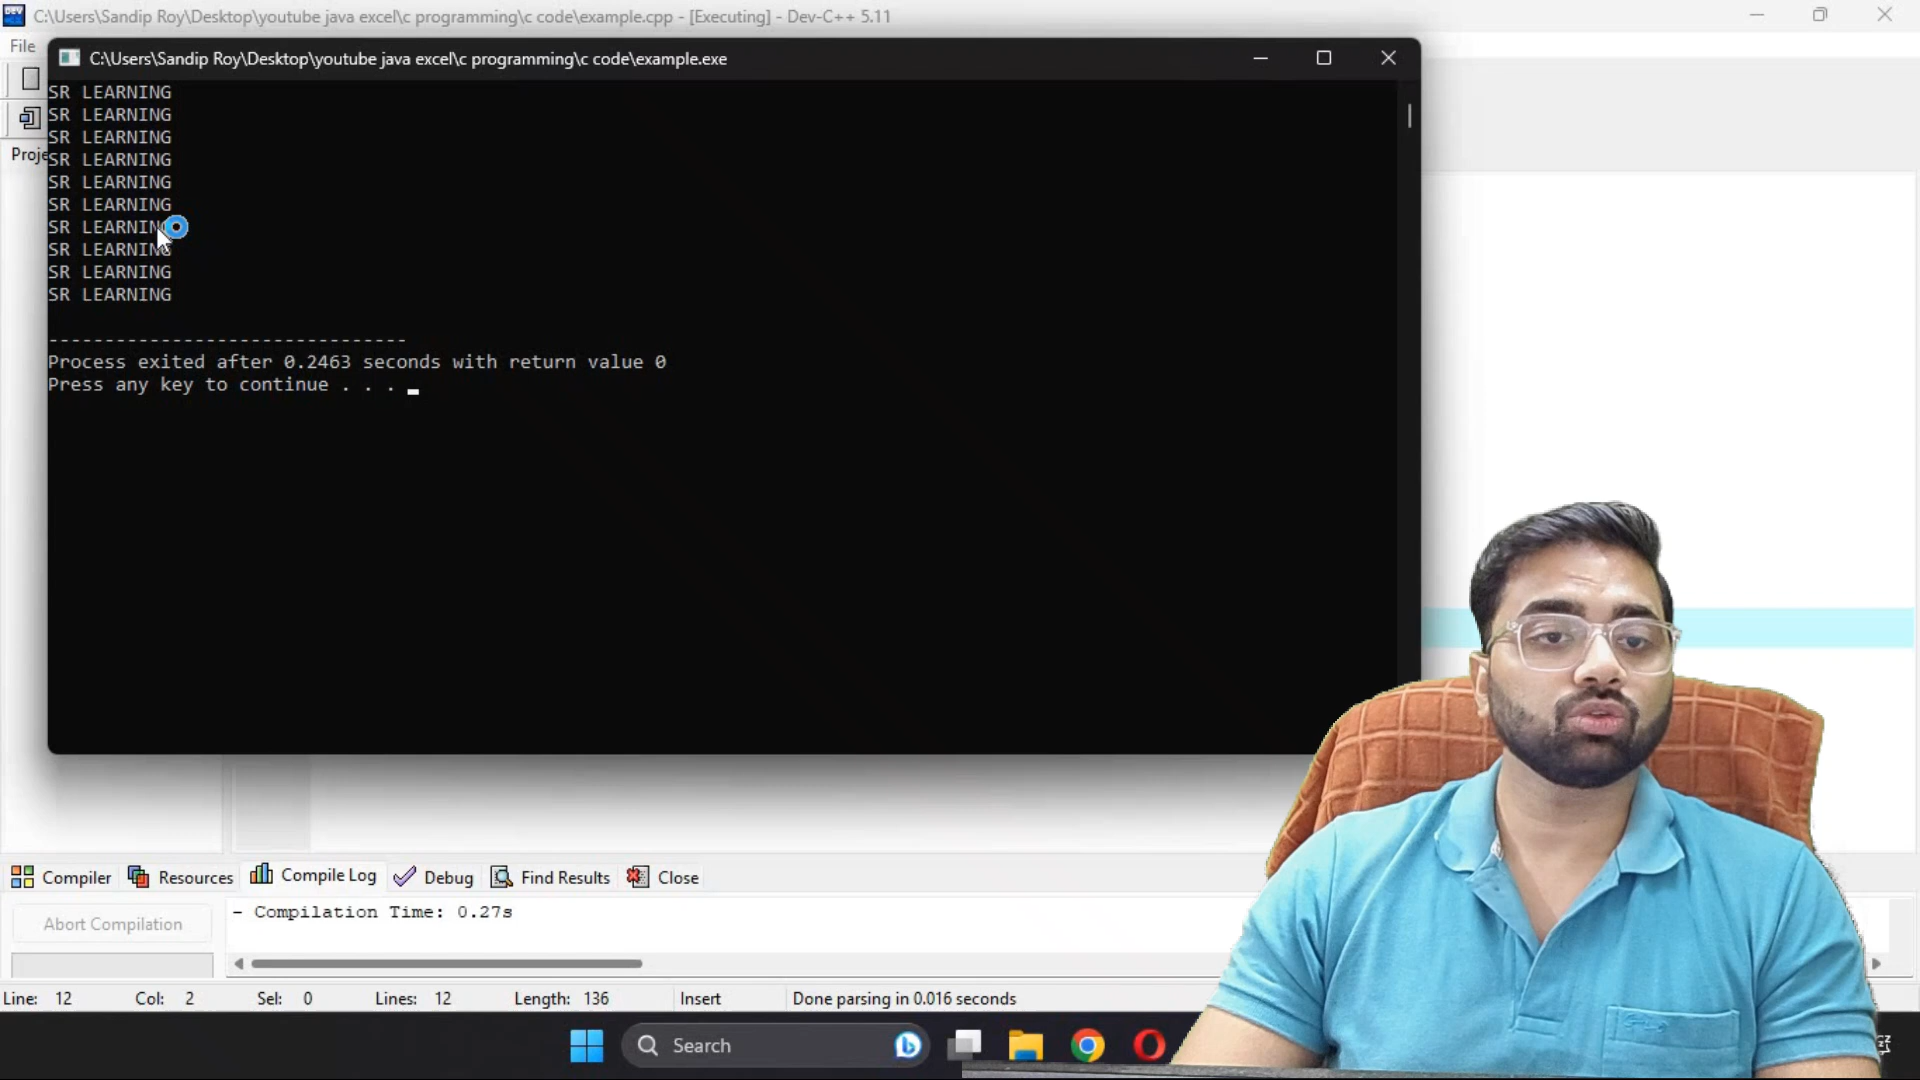 C:\Users\Sandip Roy\Desktop\youtube java excel\c programming\c code\example.cpp - [Executing] - Dev-C++ 5.11
File
C:\Users\Sandip Roy\Desktop\youtube java excel\c programming\c code\example.exe
SR LEARNING
SR LEARNING
SR LEARNING
Proje
SR LEARNING
SR LEARNING
SR LEARNING
SR LEARNING
SR LEARNING
SR LEARNING
SR LEARNING
--------------------------------
Process exited after 0.2463 seconds with return value 0
Press any key to continue . . .
Compiler Resources Compile Log Debug Find Results Close
Abort Compilation
- Compilation Time: 0.27s
Line: 12 Col: 2 Sel: 0 Lines: 12 Length: 136 Insert Done parsing in 0.016 seconds
Search